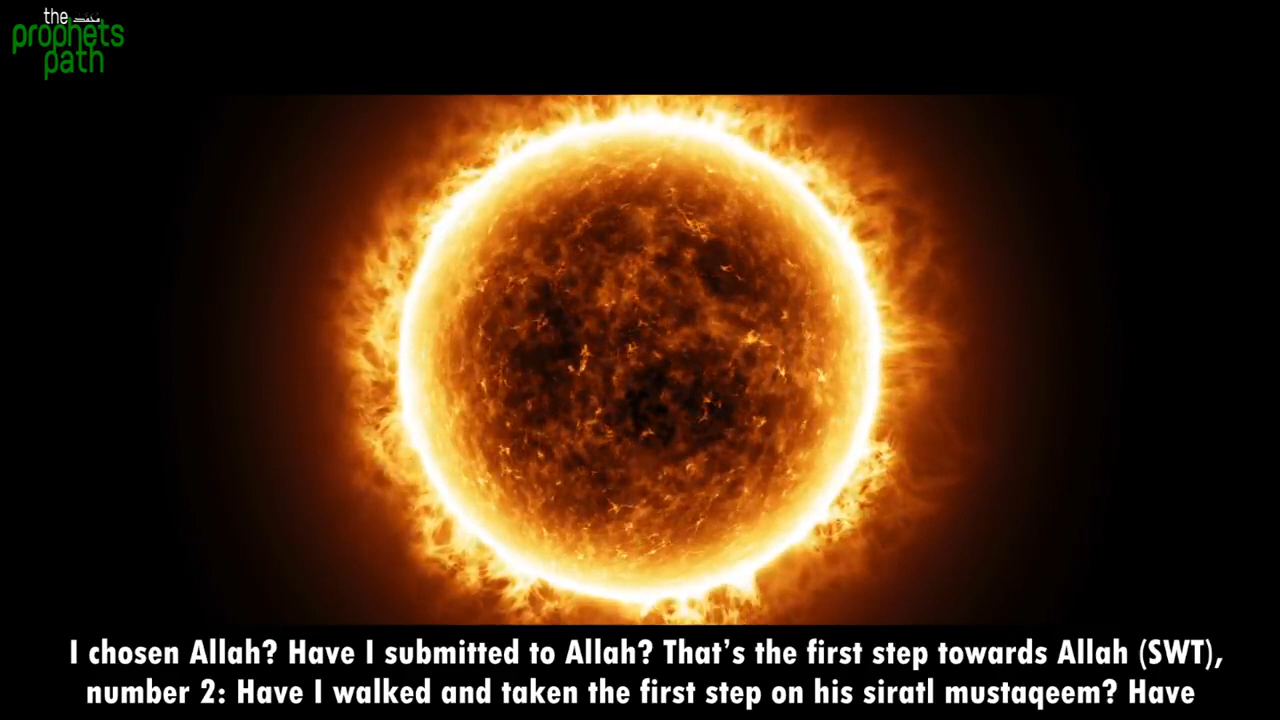 the
prophets
path
I chosen Allah? Have I submitted to Allah? That’s the first step towards Allah (SWT),
number 2: Have I walked and taken the first step on his siratl mustaqeem? Have